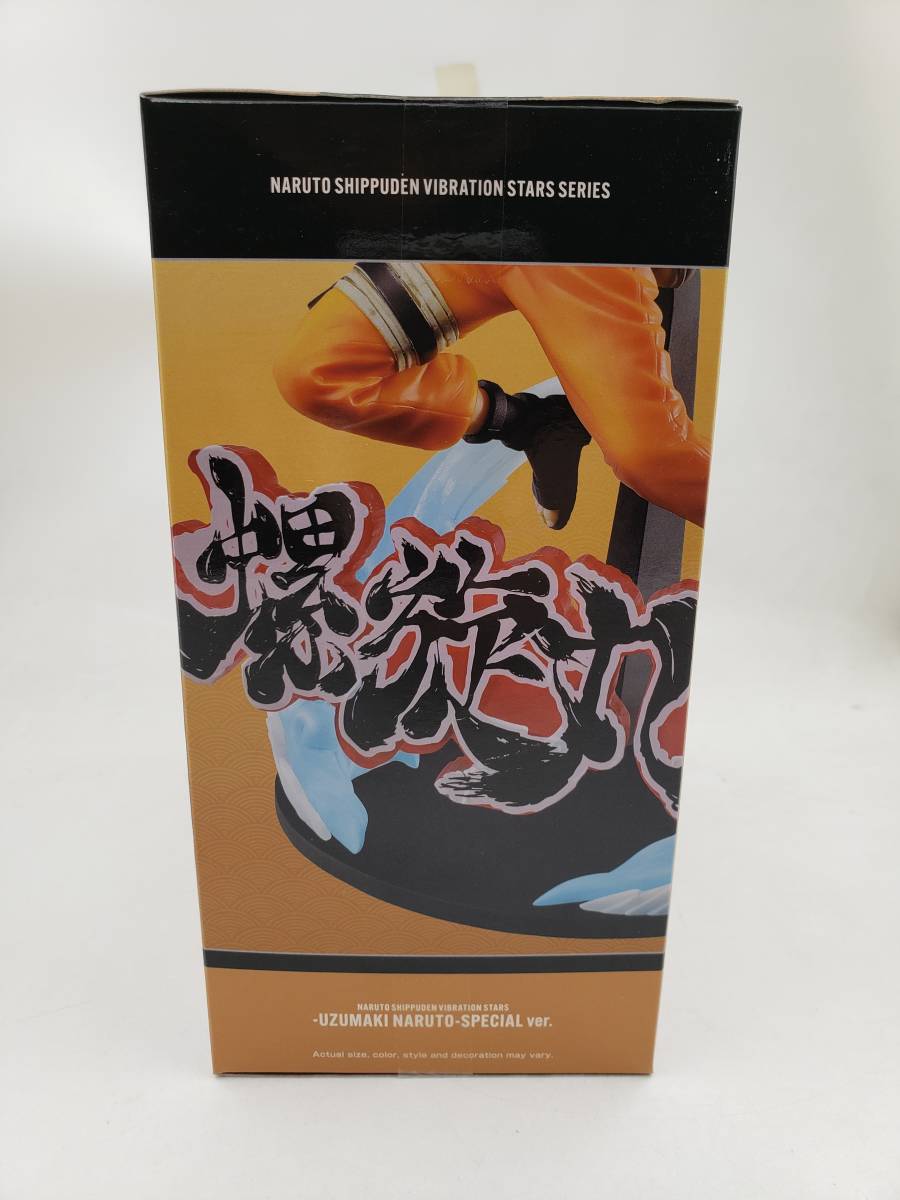 NARUTO SHIPPUDEN VIBRATION STARS SERIES
螺旋丸
NARUTO SHIPPUDEN VIBRATION STARS
-UZUMAKI NARUTO-SPECIAL ver.
Actual size, color, style and decoration may vary.